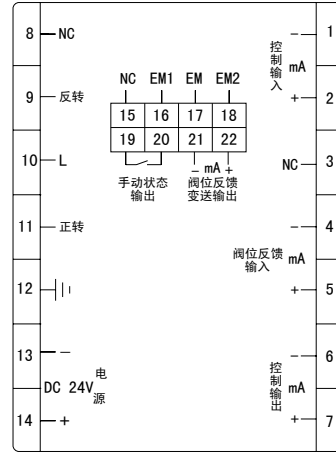 8 NC
9 反转
10 L
11 正转
12
13 -
DC 24V 电源
14 +
NC EM1 EM EM2
15 16 17 18
19 20 21 22
- mA +
手动状态 阀位反馈
输出 变送输出
- 1
控制输入 mA
+ 2
NC 3
- 4
阀位反馈 mA
输入
+ 5
- 6
控制输出 mA
+ 7